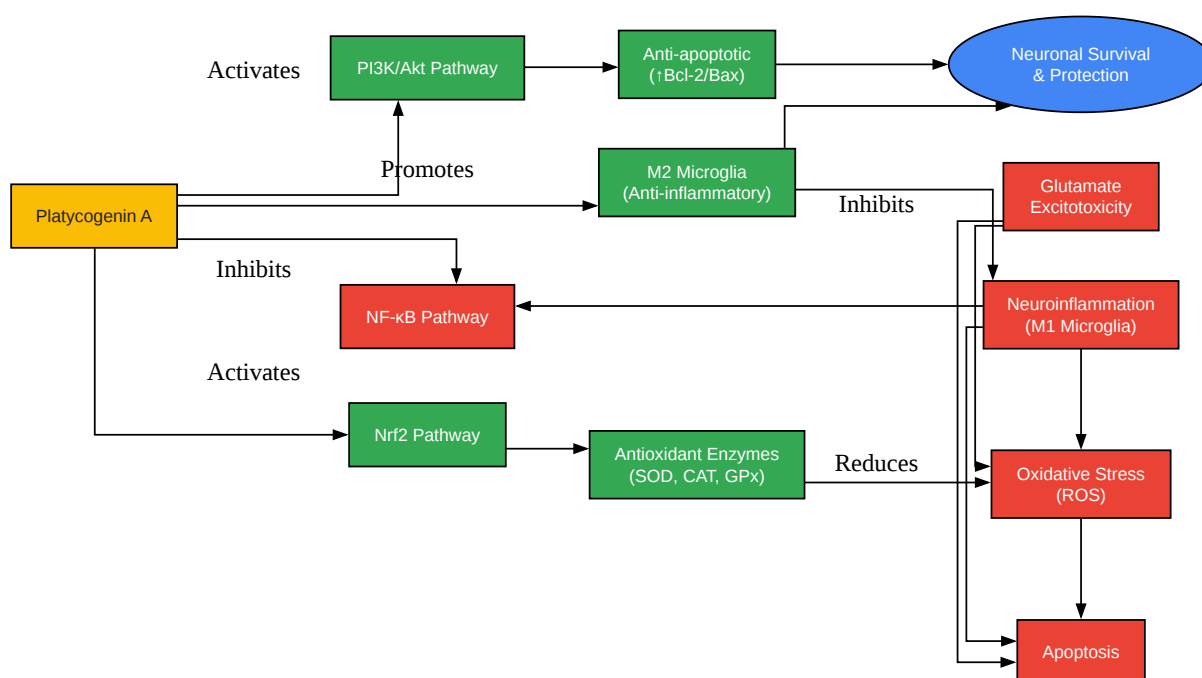 Activates
PI3K/Akt Pathway
Anti-apoptotic
(↑Bcl-2/Bax)
Neuronal Survival
& Protection
Promotes
M2 Microglia
(Anti-inflammatory)
Inhibits
Glutamate
Excitotoxicity
Platycogenin A
Inhibits
NF-κB Pathway
Neuroinflammation
(M1 Microglia)
Activates
Nrf2 Pathway
Antioxidant Enzymes
(SOD, CAT, GPx)
Reduces
Oxidative Stress
(ROS)
Apoptosis